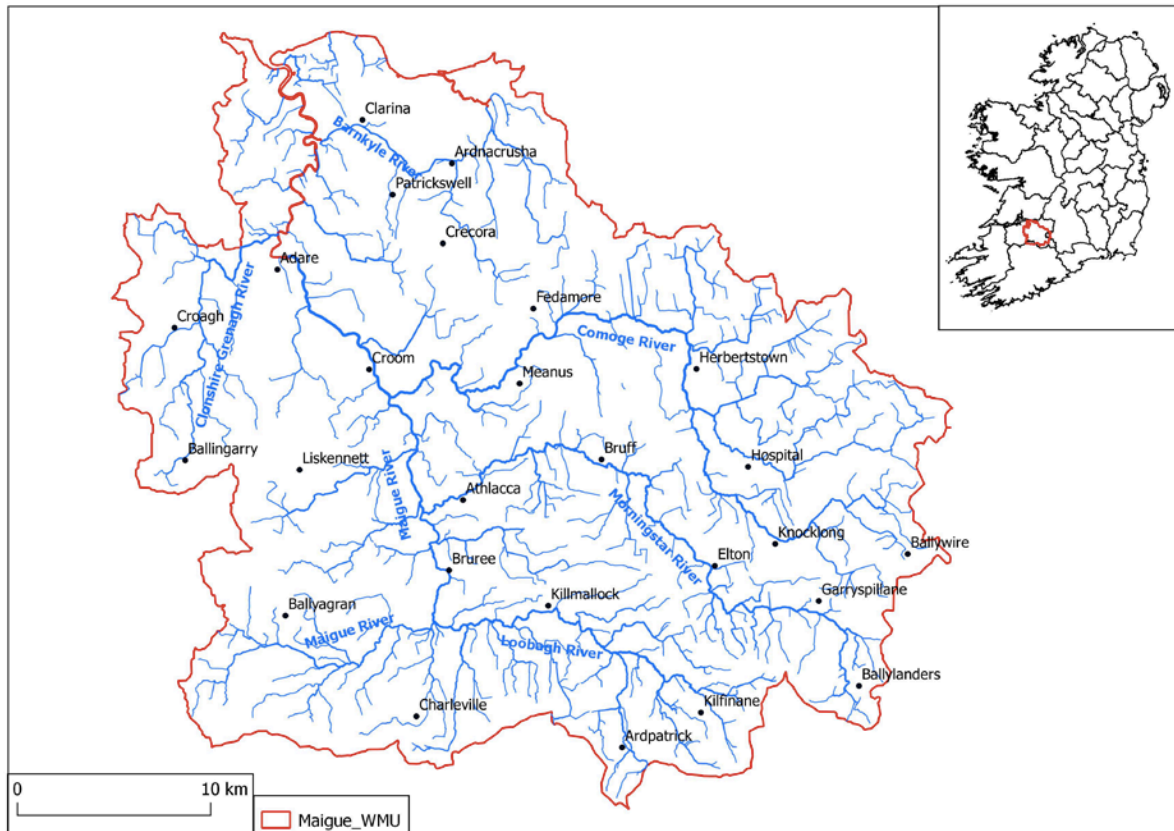 Clarina
Barnkyle River
Ardnacrusha
Patrickswell
Crecora
Adare
Clonshire Grenagh River
Fedamore
Croagh
Comoge River
Croom
Herbertstown
Meanus
Ballingarry
Liskennett
Bruff
Hospital
Maigue River
Athlacca
Morningstar River
Knocklong
Ballywire
Elton
Bruree
Garryspillane
Killmallock
Ballyagran
Maigue River
Loobagh River
Ballylanders
Kilfinane
Charleville
Ardpatrick
0 10 km
Maigue_WMU